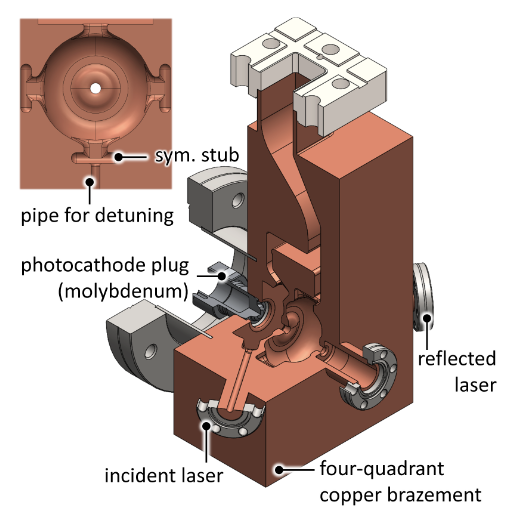 sym. stub
pipe for detuning
photocathode plug
(molybdenum)
reflected
laser
incident laser
four-quadrant
copper brazement